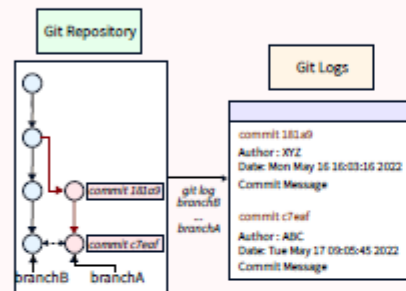 Git Repository
Git Logs
commit 181a9
commit c7eaf
branchB
branchA
git log
branchB
...
branchA
commit 181a9
Author : XYZ
Date: Mon May 16 16:03:16 2022
Commit Message
commit c7eaf
Author : ABC
Date: Tue May 17 09:05:45 2022
Commit Message